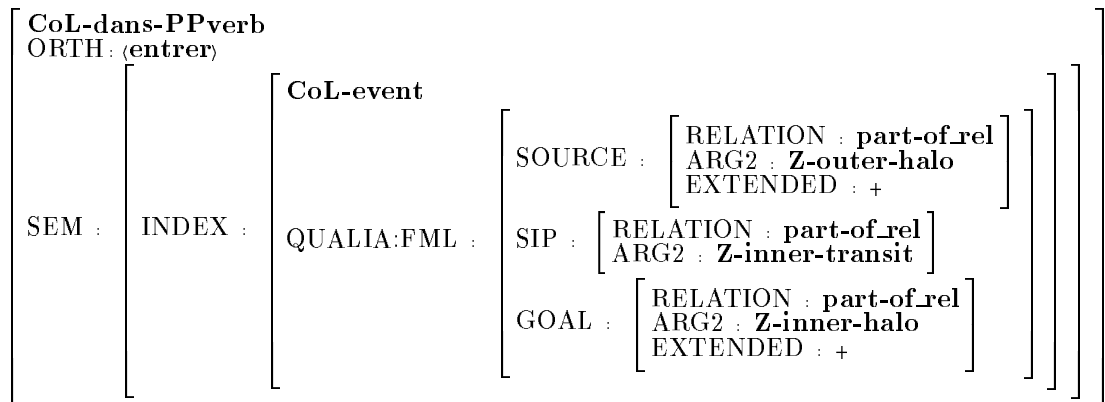 CoL-dans-PPverb
ORTH : ⟨entrer⟩
CoL-event
SOURCE : RELATION : part-of_rel
ARG2 : Z-outer-halo
EXTENDED : +
SEM : INDEX : QUALIA:FML : SIP : RELATION : part-of_rel
ARG2 : Z-inner-transit
GOAL : RELATION : part-of_rel
ARG2 : Z-inner-halo
EXTENDED : +